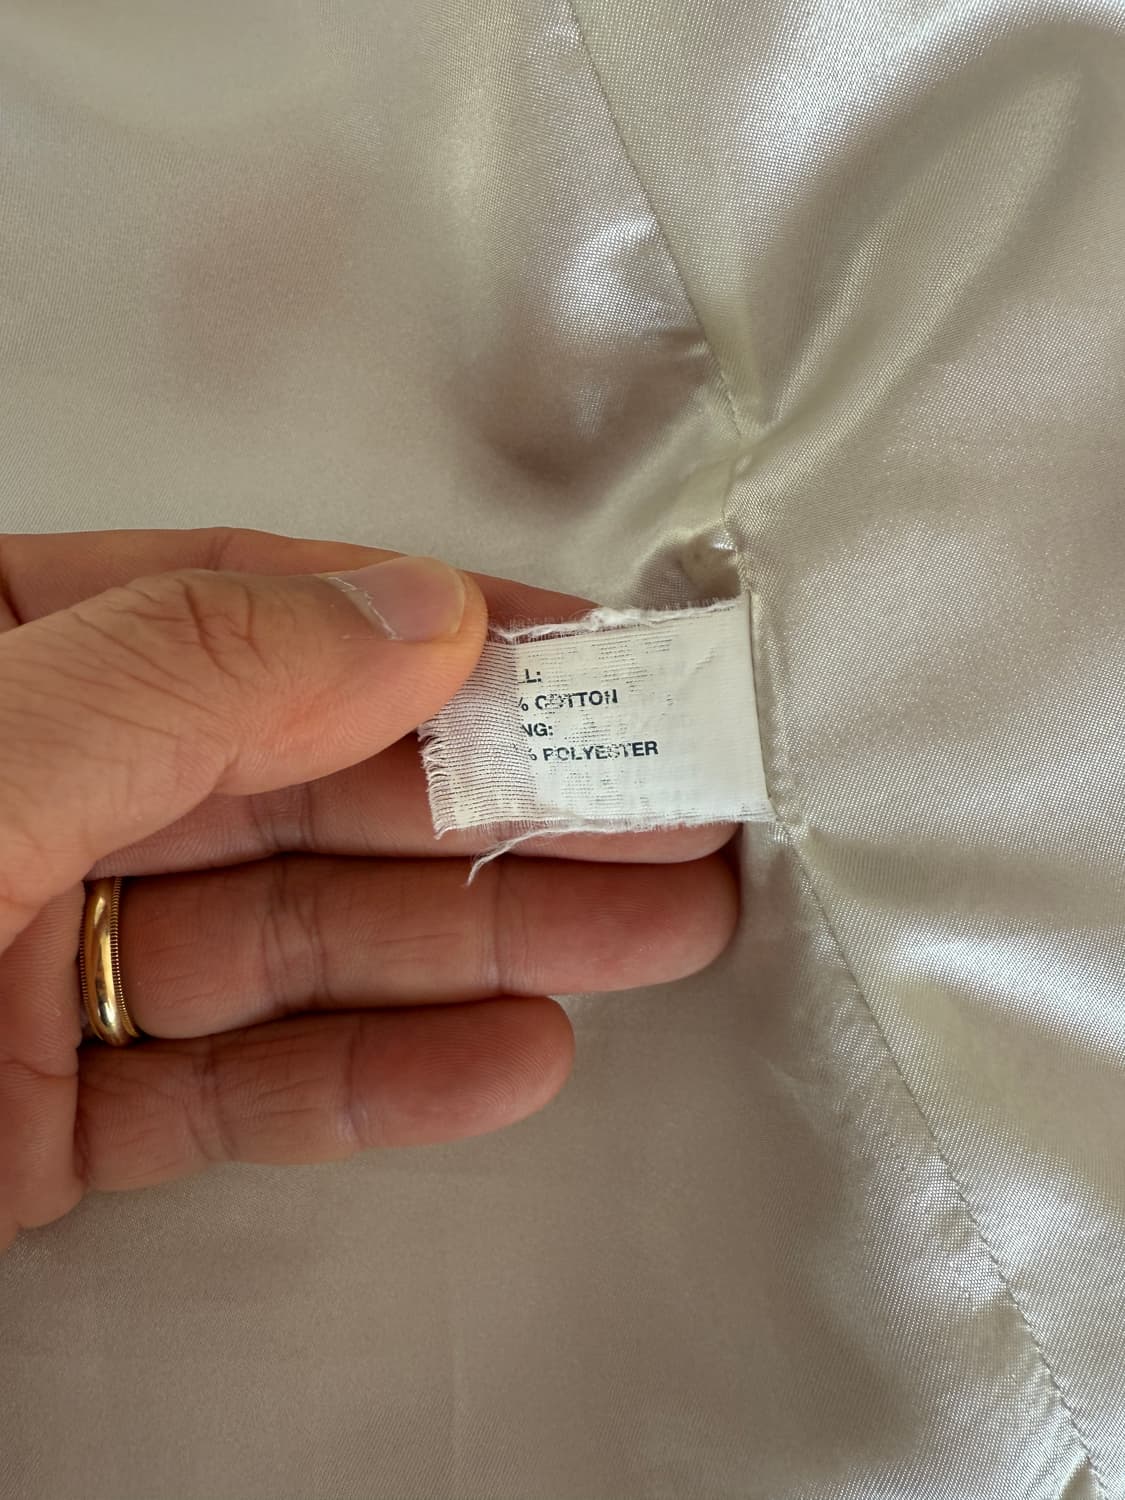 L:
% COTTON
NG:
% POLYESTER